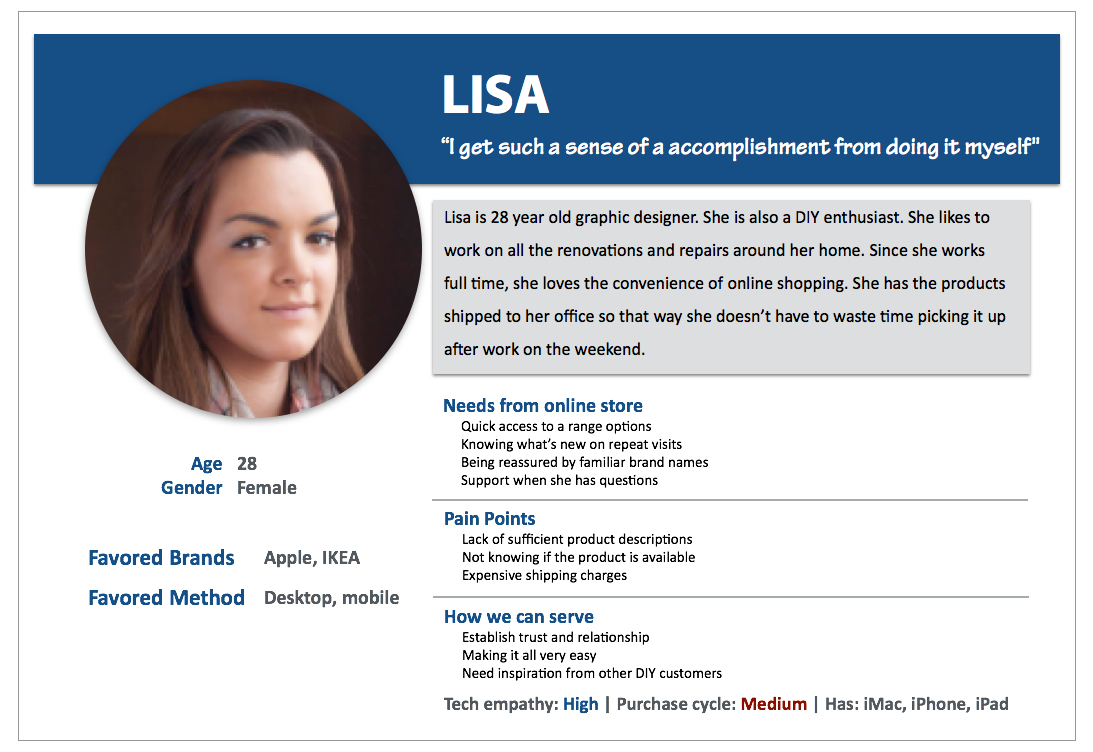 LISA
“I get such a sense of a accomplishment from doing it myself”
Lisa is 28 year old graphic designer. She is also a DIY enthusiast. She likes to
work on all the renovations and repairs around her home. Since she works
full time, she loves the convenience of online shopping. She has the products
shipped to her office so that way she doesn’t have to waste time picking it up
after work on the weekend.
Age 28
Gender Female
Favored Brands Apple, IKEA
Favored Method Desktop, mobile
Needs from online store
Quick access to a range options
Knowing what’s new on repeat visits
Being reassured by familiar brand names
Support when she has questions
Pain Points
Lack of sufficient product descriptions
Not knowing if the product is available
Expensive shipping charges
How we can serve
Establish trust and relationship
Making it all very easy
Need inspiration from other DIY customers
Tech empathy: High | Purchase cycle: Medium | Has: iMac, iPhone, iPad